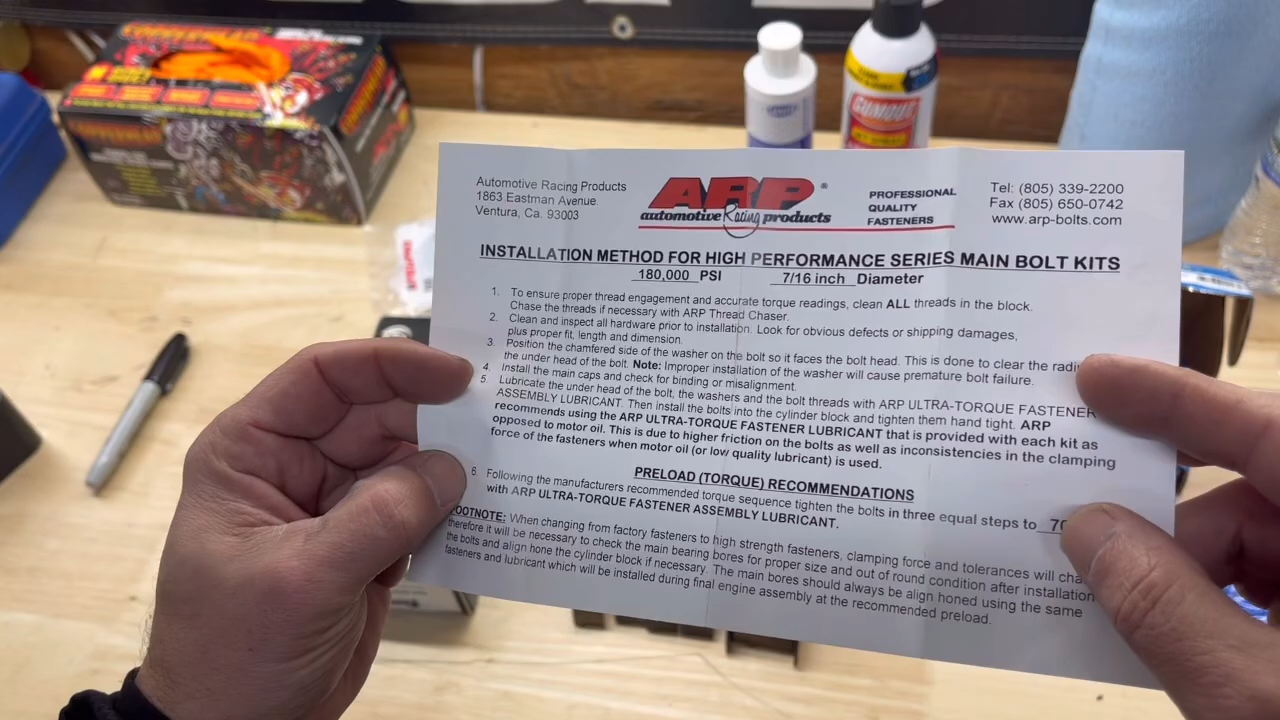 COPPERHEAD
GUMOUT
Automotive Racing Products
1863 Eastman Avenue.
Ventura, Ca. 93003
ARP®
automotive Racing products
PROFESSIONAL
QUALITY
FASTENERS
Tel: (805) 339-2200
Fax (805) 650-0742
www.arp-bolts.com
INSTALLATION METHOD FOR HIGH PERFORMANCE SERIES MAIN BOLT KITS
180,000 PSI 7/16 inch Diameter
1. To ensure proper thread engagement and accurate torque readings, clean ALL threads in the block.
Chase the threads if necessary with ARP Thread Chaser.
2. Clean and inspect all hardware prior to installation. Look for obvious defects or shipping damages,
plus proper fit, length and dimension.
3. Position the chamfered side of the washer on the bolt so it faces the bolt head. This is done to clear the
the under head of the bolt. Note: Improper installation of the washer will cause premature bolt failure.
4. Install the main caps and check for binding or misalignment.
5. Lubricate the under head of the bolt, the washers and the bolt threads with ARP ULTRA-TORQUE FASTENER
ASSEMBLY LUBRICANT. Then install the bolts into the cylinder block and tighten them hand tight. ARP
recommends using the ARP ULTRA-TORQUE FASTENER LUBRICANT that is provided with each kit as
opposed to motor oil. This is due to higher friction on the bolts as well as inconsistencies in the clamping
force of the fasteners when motor oil (or low quality lubricant) is used.
PRELOAD (TORQUE) RECOMMENDATIONS
6. Following the manufacturers recommended torque sequence tighten the bolts in three equal steps to
with ARP ULTRA-TORQUE FASTENER ASSEMBLY LUBRICANT.
FOOTNOTE: When changing from factory fasteners to high strength fasteners, clamping force and tolerances will
therefore it will be necessary to check the main bearing bores for proper size and out of round condition after installation
the bolts and align hone the cylinder block if necessary. The main bores should always be align honed using the same
fasteners and lubricant which will be installed during final engine assembly at the recommended preload.